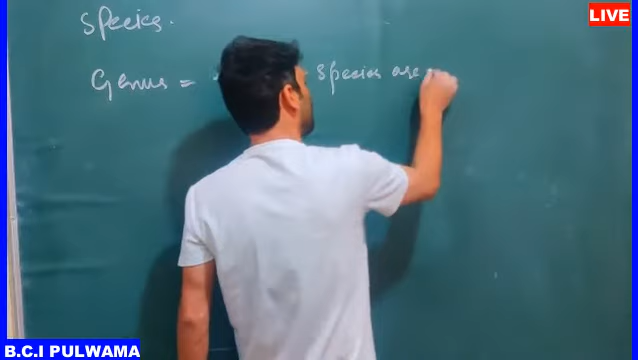 LIVE
Species.
Genus = species are
B.C.I PULWAMA